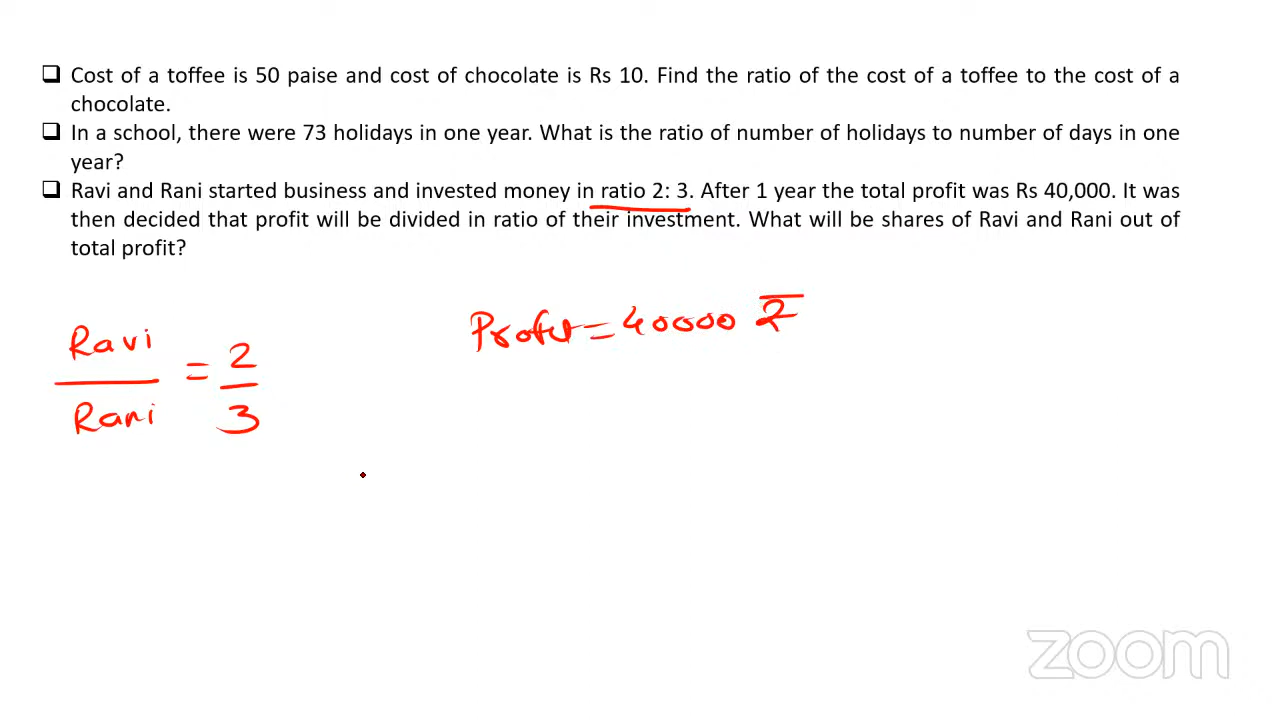 ❑ Cost of a toffee is 50 paise and cost of chocolate is Rs 10. Find the ratio of the cost of a toffee to the cost of a
chocolate.
❑ In a school, there were 73 holidays in one year. What is the ratio of number of holidays to number of days in one
year?
❑ Ravi and Rani started business and invested money in ratio 2: 3. After 1 year the total profit was Rs 40,000. It was
then decided that profit will be divided in ratio of their investment. What will be shares of Ravi and Rani out of
total profit?
Profit = 40000 ₹
Ravi
= 2
Rani
3
zoom